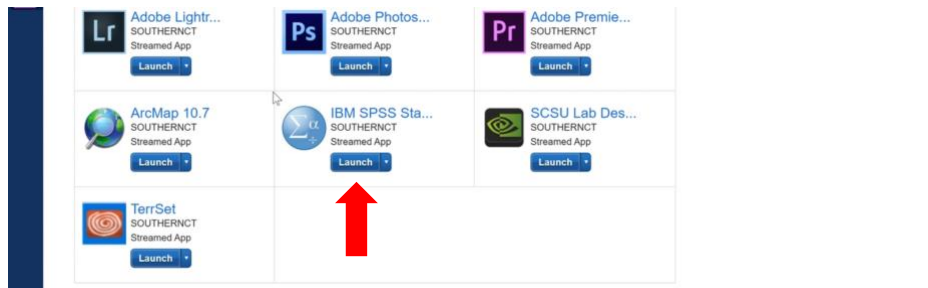 Lr
Adobe Lightr...
SOUTHERNCT
Streamed App
Launch
Ps
Adobe Photos...
SOUTHERNCT
Streamed App
Launch
Pr
Adobe Premie...
SOUTHERNCT
Streamed App
Launch
ArcMap 10.7
SOUTHERNCT
Streamed App
Launch
Σα
÷
IBM SPSS Sta...
SOUTHERNCT
Streamed App
Launch
SCSU Lab Des...
SOUTHERNCT
Streamed App
Launch
TerrSet
SOUTHERNCT
Streamed App
Launch